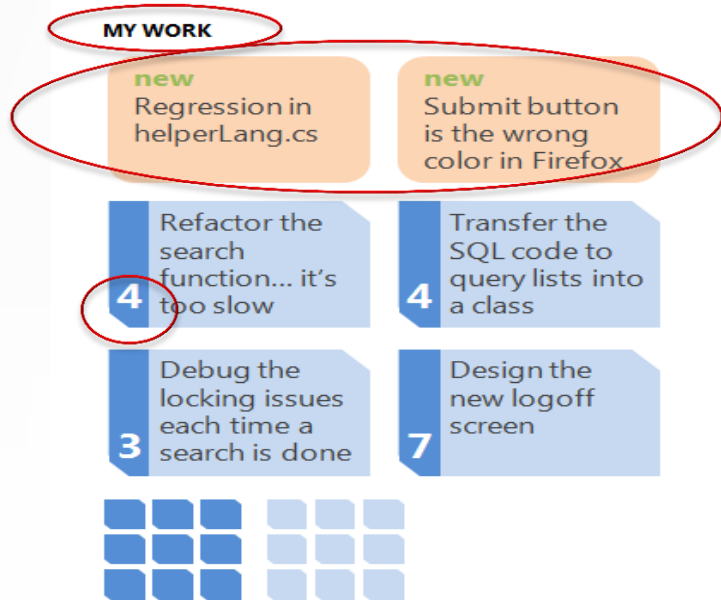 MY WORK
new
Regression in
helperLang.cs
new
Submit button
is the wrong
color in Firefox
Refactor the
search
function... it's
too slow
4
Transfer the
SQL code to
query lists into
a class
4
Debug the
locking issues
each time a
search is done
3
Design the
new logoff
screen
7